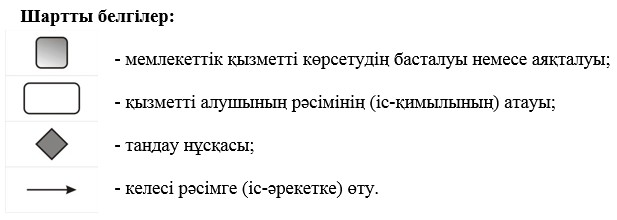 Шартты белгілер:
- мемлекеттік қызметті көрсетудің басталуы немесе аяқталуы;
- қызметті алушының рәсімінің (іс-қимылының) атауы;
- таңдау нұсқасы;
- келесі рәсімге (іс-әрекетке) өту.